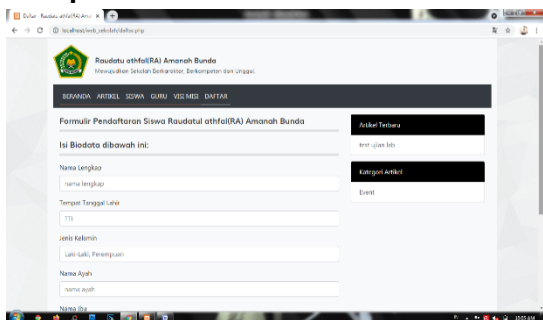 Daftar - Raudatu athfal(RA) Ama
localhost/web_sekolah/daftar.php
Raudatu athfal(RA) Amanah Bunda
Mewujudkan Sekolah Berkarakter, Berkompeten dan Unggul.
BERANDA ARTIKEL SISWA GURU VISI MISI DAFTAR
Formulir Pendaftaran Siswa Raudatul athfal(RA) Amanah Bunda
Isi Biodata dibawah ini:
Nama Lengkap
nama lengkap
Tempat Tanggal Lahir
TTL
Jenis Kelamin
Laki-Laki, Perempuan
Nama Ayah
nama ayah
Nama Ibu
Artikel Terbaru
test ujian lab
Kategori Artikel
Event